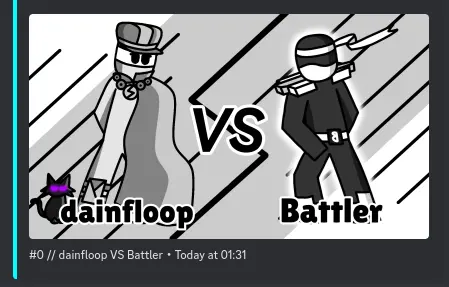 VS
dainfloop
Battler
#0 // dainfloop VS Battler • Today at 01:31